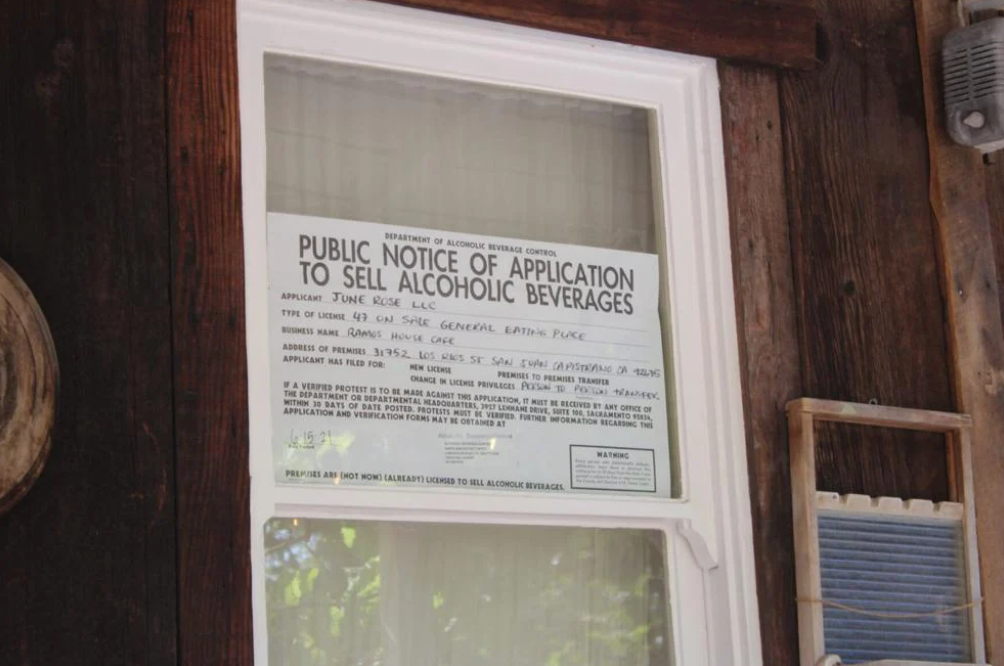 DEPARTMENT OF ALCOHOLIC BEVERAGE CONTROL
PUBLIC NOTICE OF APPLICATION
TO SELL ALCOHOLIC BEVERAGES
APPLICANT JUNE ROSE LLC
TYPE OF LICENSE 47 ON SALE GENERAL EATING PLACE
BUSINESS NAME RAMOS HOUSE CAFE
ADDRESS OF PREMISES 31752 LOS RIOS ST SAN JUAN CAPISTRANO CA 92675
APPLICANT HAS FILED FOR: NEW LICENSE PREMISES TO PREMISES TRANSFER
CHANGE IN LICENSE PRIVILEGES PERSON TO PERSON TRANSFER
IF A VERIFIED PROTEST IS TO BE MADE AGAINST THIS APPLICATION, IT MUST BE RECEIVED BY ANY OFFICE OF
THE DEPARTMENT OR DEPARTMENTAL HEADQUARTERS, 3927 LENNANE DRIVE, SUITE 100, SACRAMENTO 95834,
WITHIN 30 DAYS OF DATE POSTED. PROTESTS MUST BE VERIFIED. FURTHER INFORMATION REGARDING THIS
APPLICATION AND VERIFICATION FORMS MAY BE OBTAINED AT
6-15-21
WARNING
PREMISES ARE (NOT NOW) (ALREADY) LICENSED TO SELL ALCOHOLIC BEVERAGES.